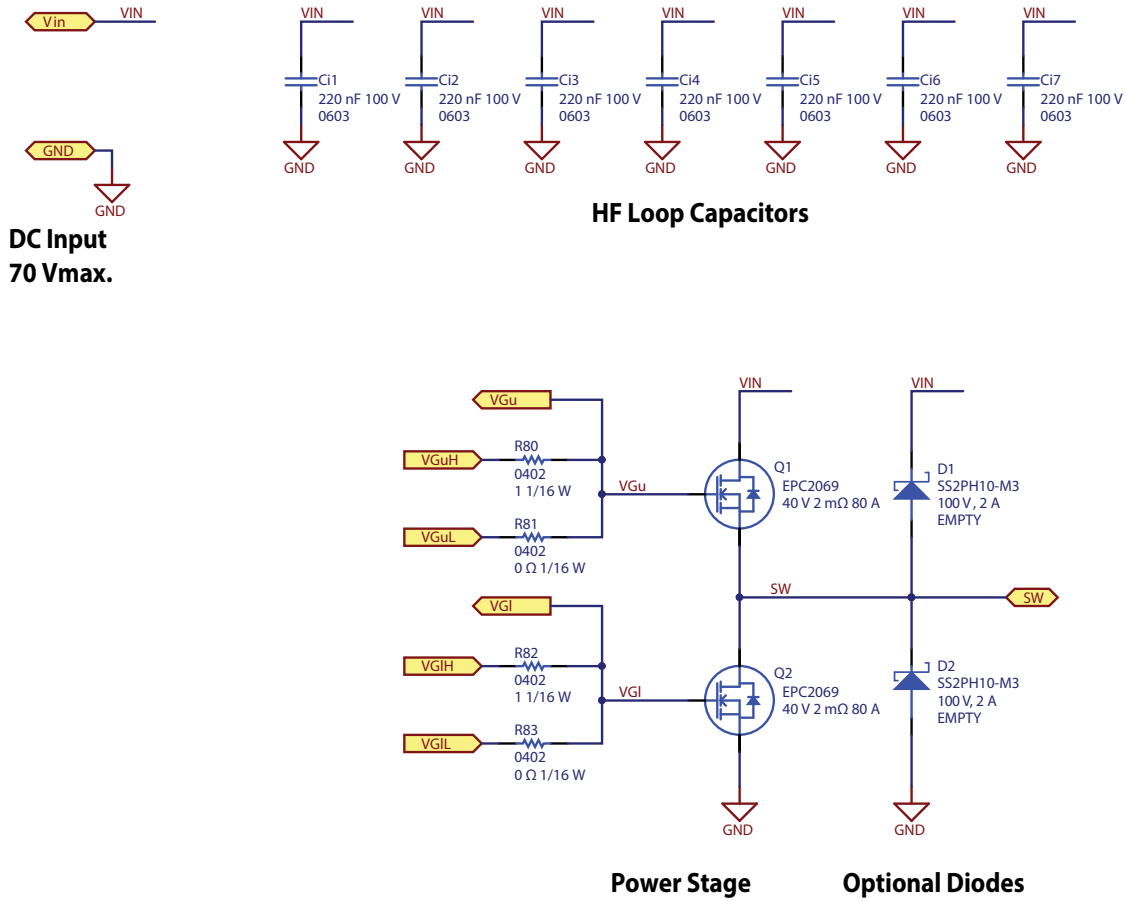 Vin
VIN
GND
GND
DC Input
70 Vmax.
VIN
Ci1
220 nF 100 V
0603
GND
VIN
Ci2
220 nF 100 V
0603
GND
VIN
Ci3
220 nF 100 V
0603
GND
VIN
Ci4
220 nF 100 V
0603
GND
VIN
Ci5
220 nF 100 V
0603
GND
VIN
Ci6
220 nF 100 V
0603
GND
VIN
Ci7
220 nF 100 V
0603
GND
HF Loop Capacitors
VGu
VGuH
R80
0402
1 1/16 W
VGu
VGuL
R81
0402
0 Ω 1/16 W
VGl
VGlH
R82
0402
1 1/16 W
VGl
VGlL
R83
0402
0 Ω 1/16 W
VIN
Q1
EPC2069
40 V 2 mΩ 80 A
SW
Q2
EPC2069
40 V 2 mΩ 80 A
GND
VIN
D1
SS2PH10-M3
100 V, 2 A
EMPTY
SW
D2
SS2PH10-M3
100 V, 2 A
EMPTY
GND
Power Stage
Optional Diodes